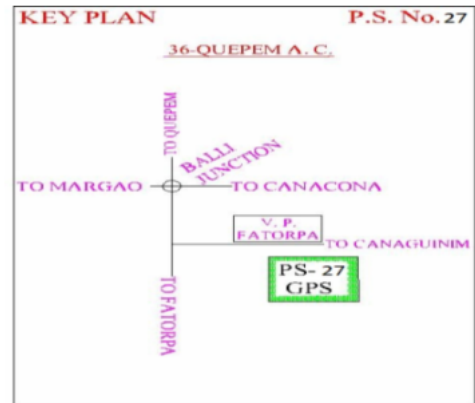 KEY PLAN P.S. No. 27
36-QUEPEM A. C.
TO QUEPEM
BALLI
JUNCTION
TO MARGAO
TO CANACONA
V. P.
FATORPA
TO CANAGUINIM
PS- 27
GPS
TO FATORPA